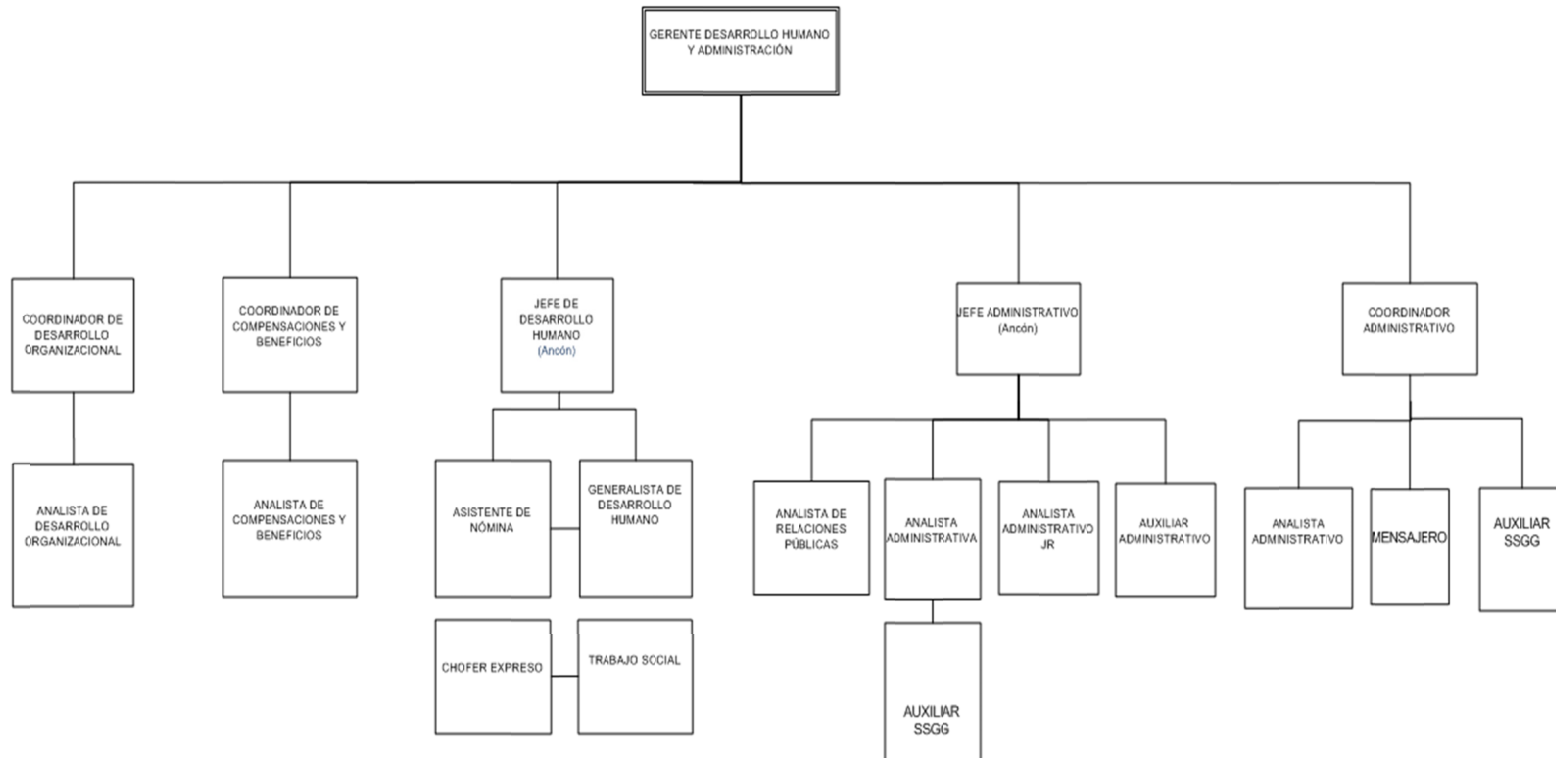 GERENTE DESARROLLO HUMANO
Y ADMINISTRACIÓN
COORDINADOR DE
DESARROLLO
ORGANIZACIONAL
COORDINADOR DE
COMPENSACIONES Y
BENEFICIOS
JEFE DE
DESARROLLO
HUMANO
(Ancón)
JEFE ADMINISTRATIVO
(Ancón)
COORDINADOR
ADMINISTRATIVO
ANALISTA DE
DESARROLLO
ORGANIZACIONAL
ANALISTA DE
COMPENSACIONES Y
BENEFICIOS
ASISTENTE DE
NÓMINA
GENERALISTA DE
DESARROLLO
HUMANO
ANALISTA DE
RELACIONES
PÚBLICAS
ANALISTA
ADMINISTRATIVA
ANALISTA
ADMINISTRATIVO
JR
AUXILIAR
ADMINISTRATIVO
ANALISTA
ADMNISTRATIVO
MENSAJERO
AUXILIAR
SSGG
CHOFER EXPRESO
TRABAJO SOCIAL
AUXILIAR
SSGG